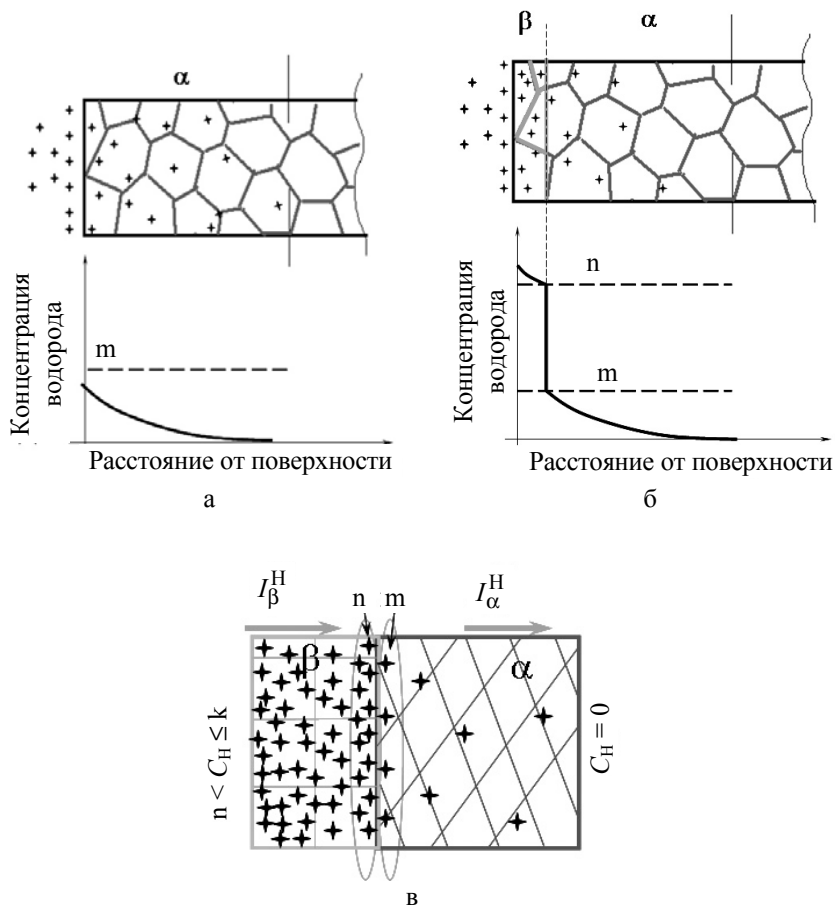 α
Концентрация
водорода
m
Расстояние от поверхности
а
β α
Концентрация
водорода
n
m
Расстояние от поверхности
б
I_β^H n m I_α^H
β α
n < C_H ≤ k
C_H = 0
в